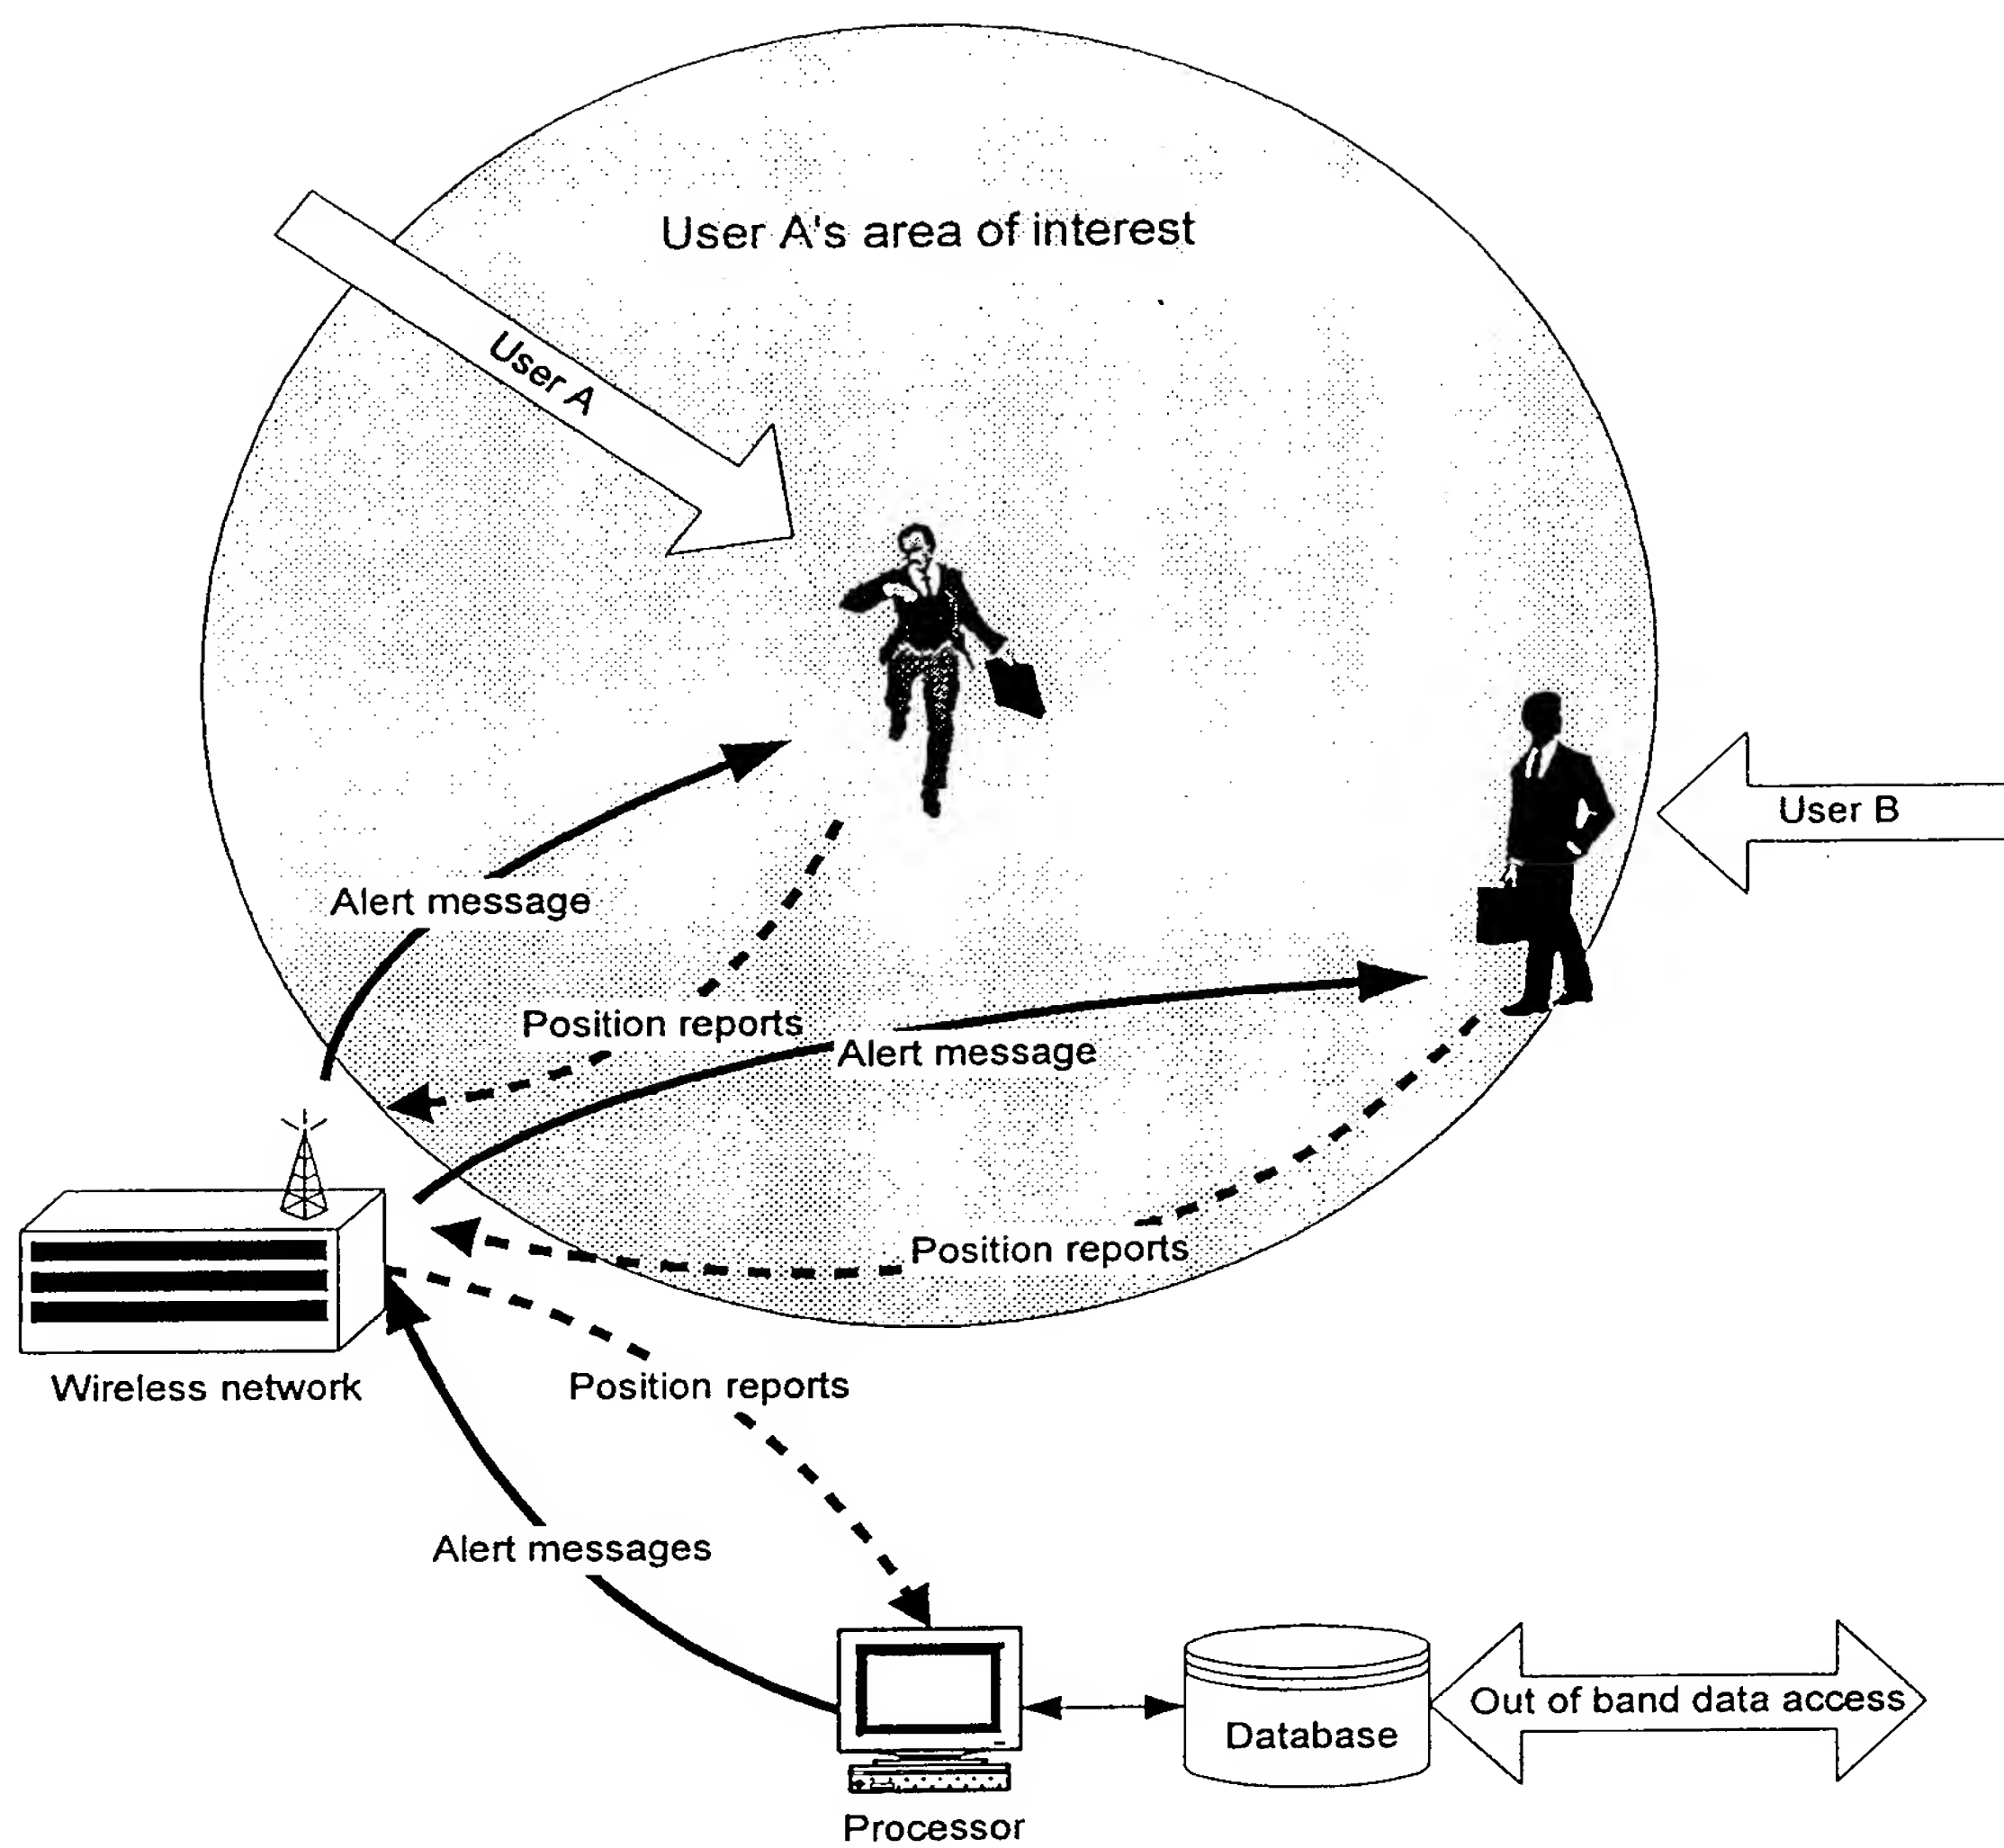 User A's area of interest
User A
User B
Alert message
Position reports
Alert message
Position reports
Wireless network
Position reports
Alert messages
Out of band data access
Database
Processor